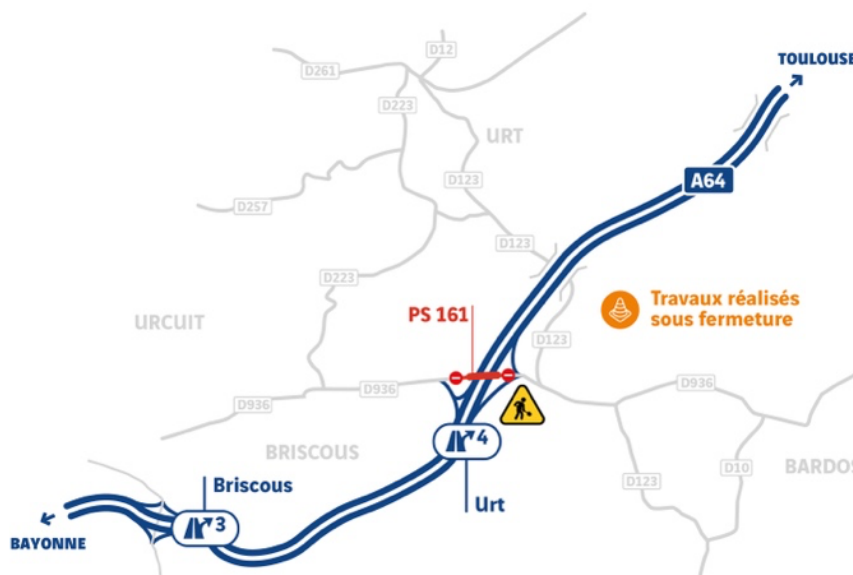 D12
TOULOUSE
D261
D223
URT
D123
A64
D257
D123
D223
Travaux réalisés
sous fermeture
PS 161
URCUIT
D123
D936
D936
D936
4
BRISCOUS
BARDOS
D10
D123
Briscous
Urt
3
BAYONNE